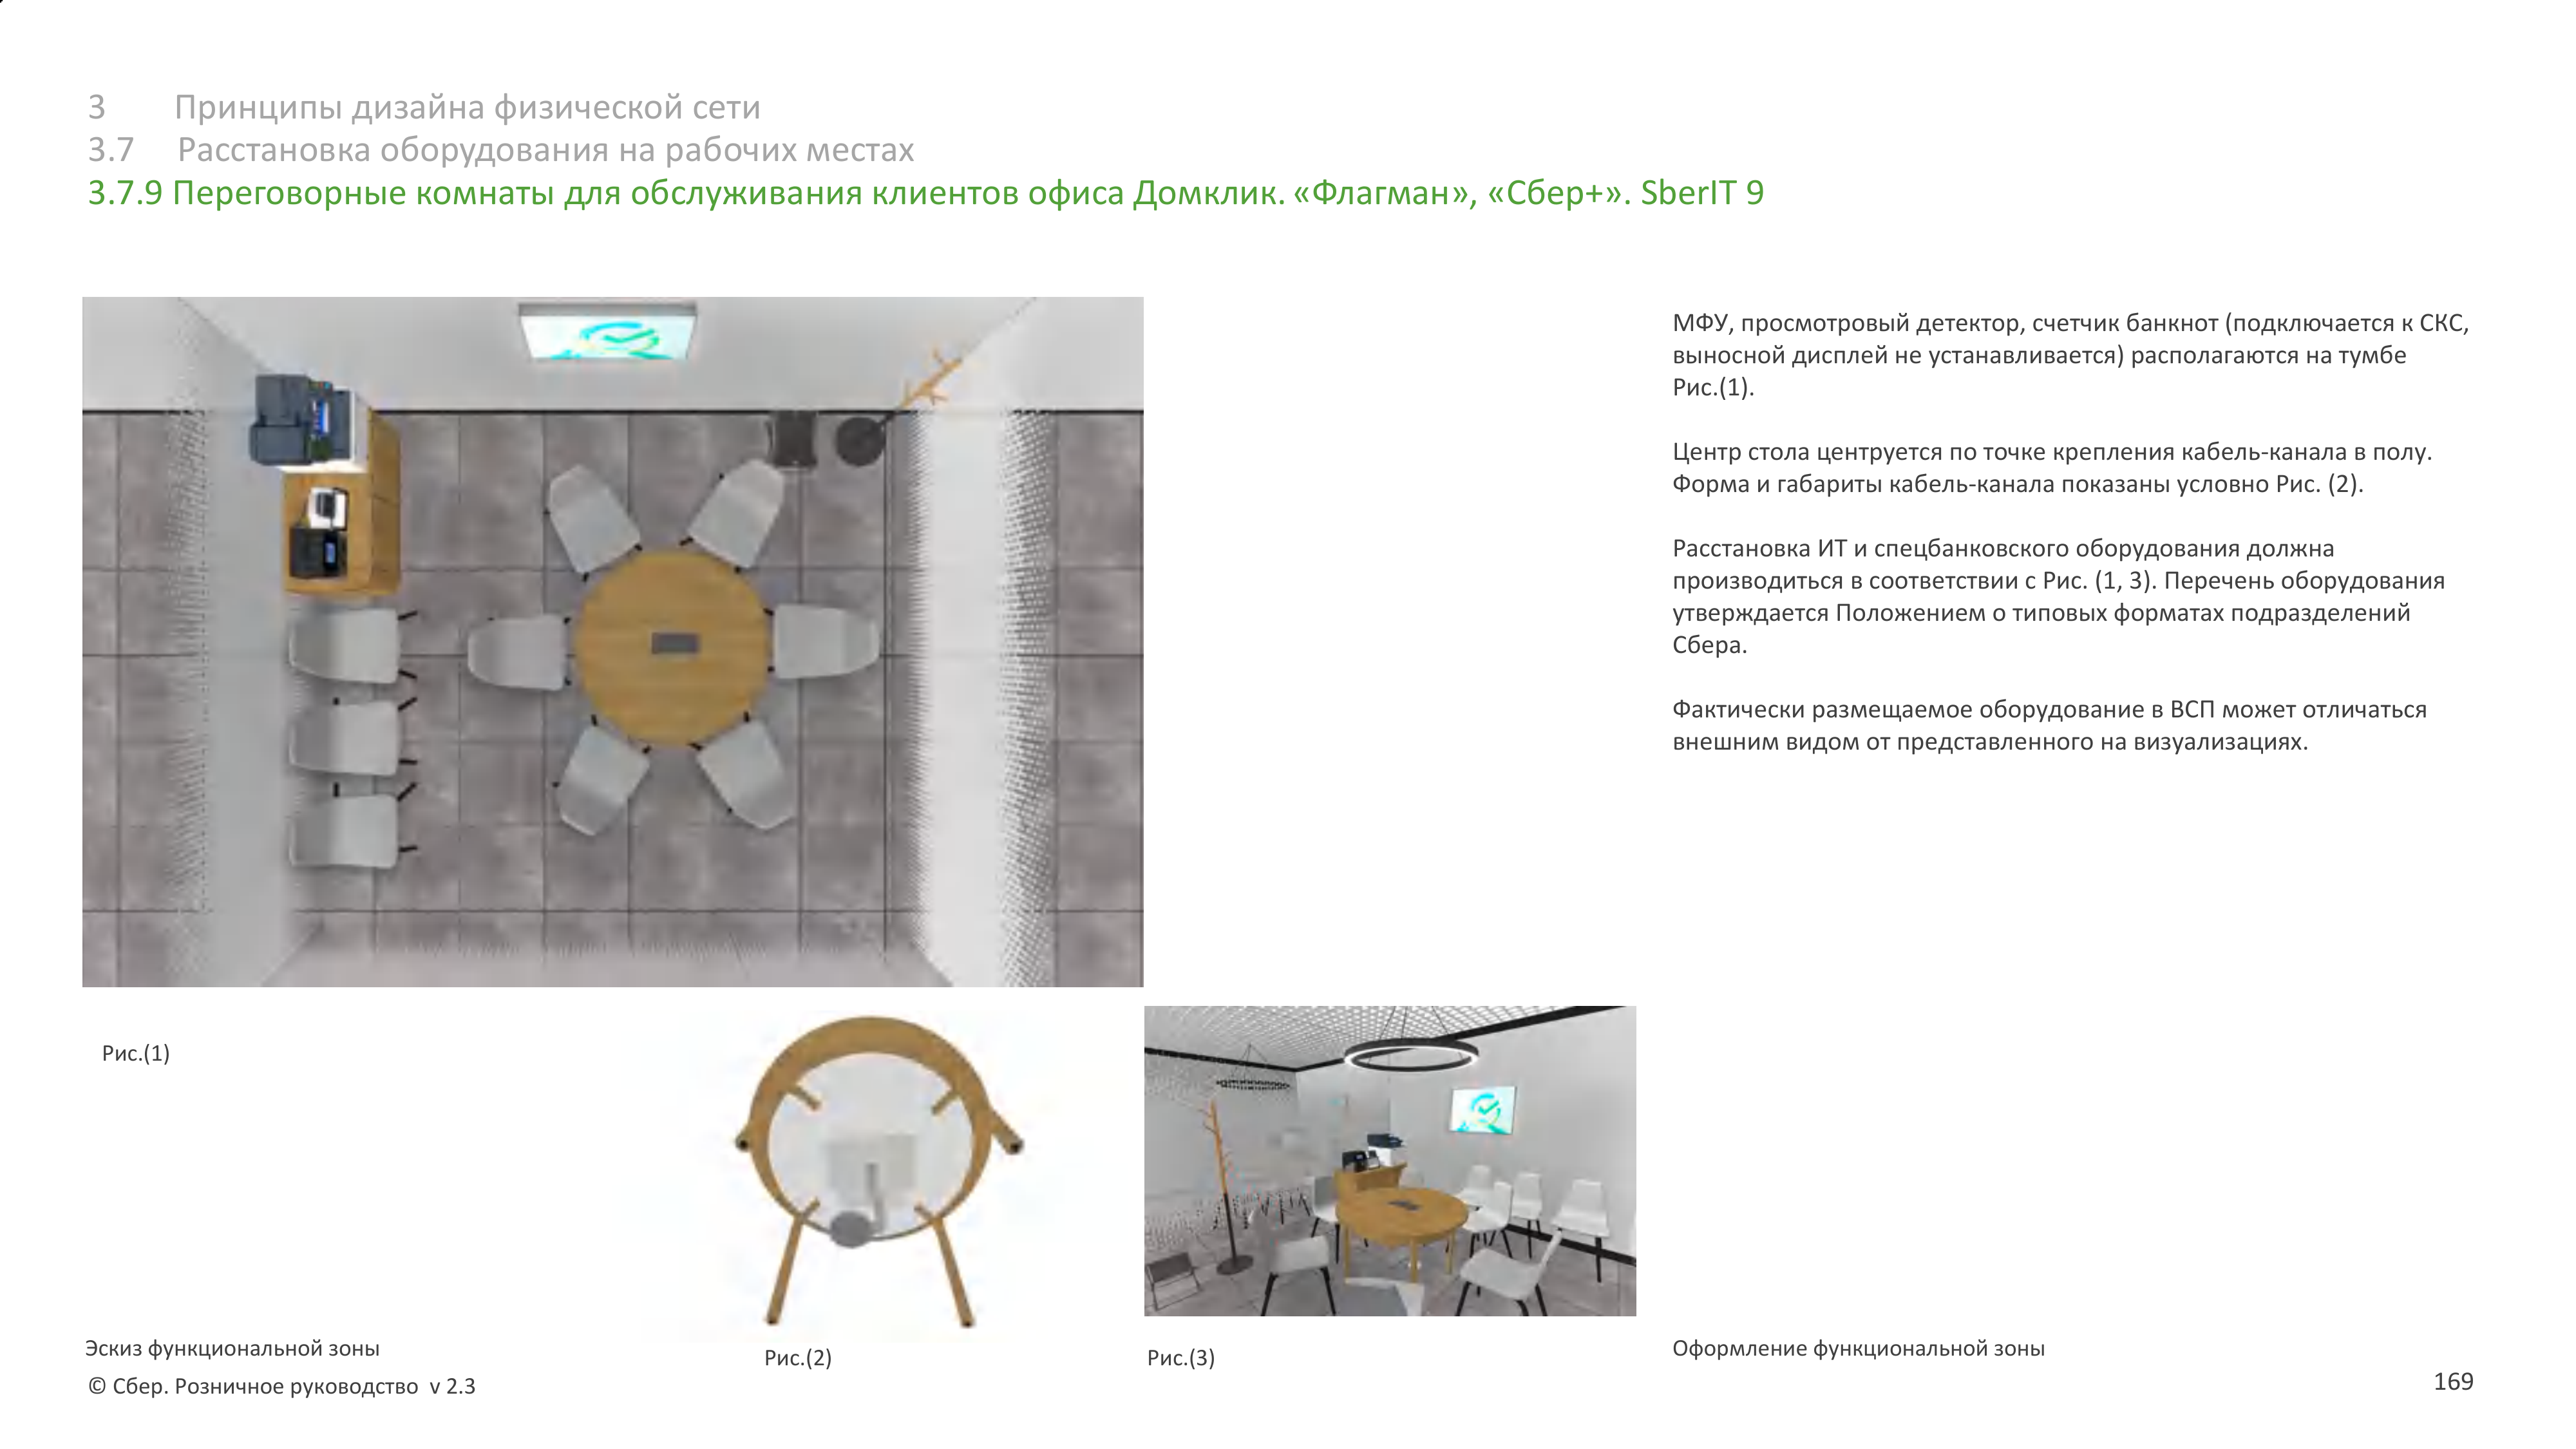 3 Принципы дизайна физической сети
3.7 Расстановка оборудования на рабочих местах
3.7.9 Переговорные комнаты для обслуживания клиентов офиса Домклик. «Флагман», «Сбер+». SberIT 9
МФУ, просмотровый детектор, счетчик банкнот (подключается к СКС,
выносной дисплей не устанавливается) располагаются на тумбе
Рис.(1).
Центр стола центруется по точке крепления кабель-канала в полу.
Форма и габариты кабель-канала показаны условно Рис. (2).
Расстановка ИТ и спецбанковского оборудования должна
производиться в соответствии с Рис. (1, 3). Перечень оборудования
утверждается Положением о типовых форматах подразделений
Сбера.
Фактически размещаемое оборудование в ВСП может отличаться
внешним видом от представленного на визуализациях.
Рис.(1)
Рис.(2)
Рис.(3)
Эскиз функциональной зоны
Оформление функциональной зоны
© Сбер. Розничное руководство v 2.3
169